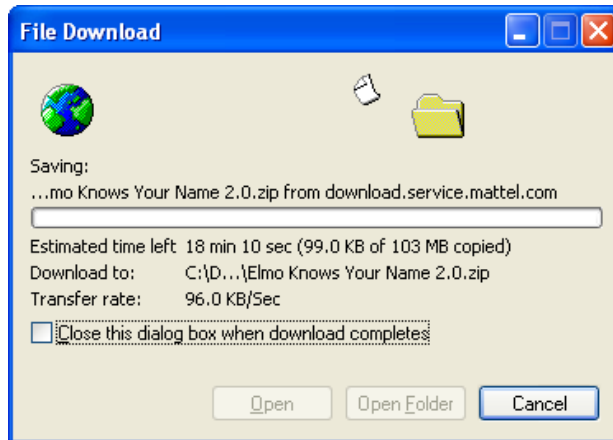 File Download
Saving:
...mo Knows Your Name 2.0.zip from download.service.mattel.com
Estimated time left 18 min 10 sec (99.0 KB of 103 MB copied)
Download to: C:\D...\Elmo Knows Your Name 2.0.zip
Transfer rate: 96.0 KB/Sec
Close this dialog box when download completes
Open Open Folder Cancel